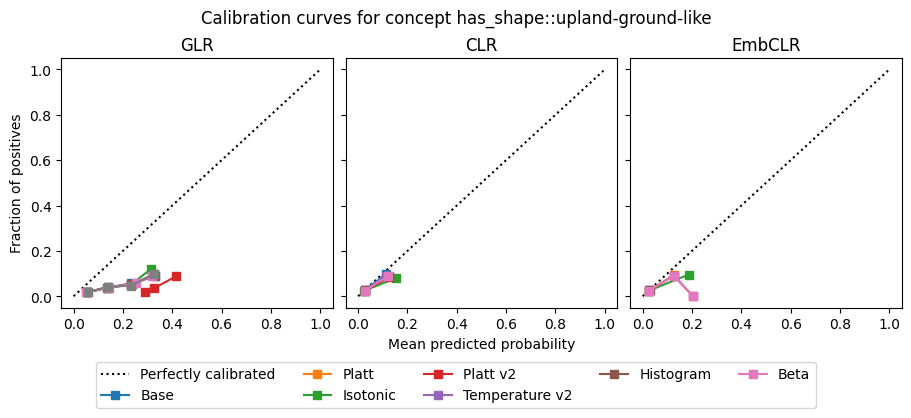 Calibration curves for concept has_shape::upland-ground-like
GLR
CLR
EmbCLR
Fraction of positives
1.0
0.8
0.6
0.4
0.2
0.0
0.0 0.2 0.4 0.6 0.8 1.0
0.0 0.2 0.4 0.6 0.8 1.0
0.0 0.2 0.4 0.6 0.8 1.0
Mean predicted probability
Perfectly calibrated
Base
Platt
Isotonic
Platt v2
Temperature v2
Histogram
Beta